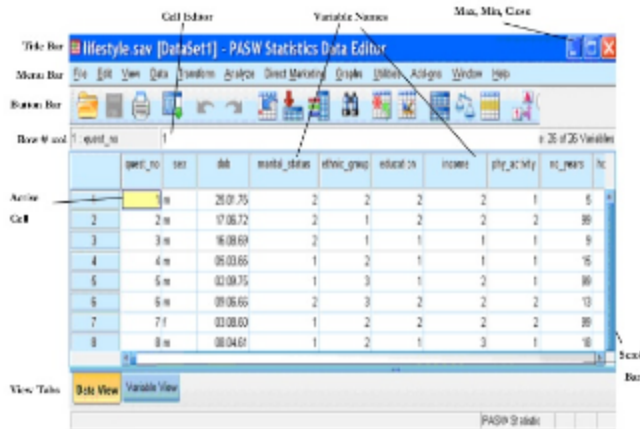 Cell Editor Variable Names Max, Min, Close
Title Bar lifestyle.sav [DataSet1] - PASW Statistics Data Editor
Menu Bar File Edit View Data Transform Analyze Direct Marketing Graphs Utilities Add-ons Window Help
Button Bar
Row # col 1 : quest_no 1 26 of 26 Variables
quest_no sex dob marital_status ethnic_group education income phy_activity no_years
Active 1 1 m 2 2 2 2 1 5
Cell
2 2 m 17.06.72 2 1 2 2 2 99
3 3 m 16.08.69 2 1 1 1 1 9
4 4 m 05.03.65 1 2 1 1 1 15
5 5 m 02.09.75 1 3 1 2 1 99
6 6 m 09.06.66 2 3 2 2 2 13
7 7 f 03.08.60 1 2 2 2 2 99
8 8 m 08.04.61 1 2 1 3 1 18
Bar
View Tabs Data View Variable View
PASW Statistic